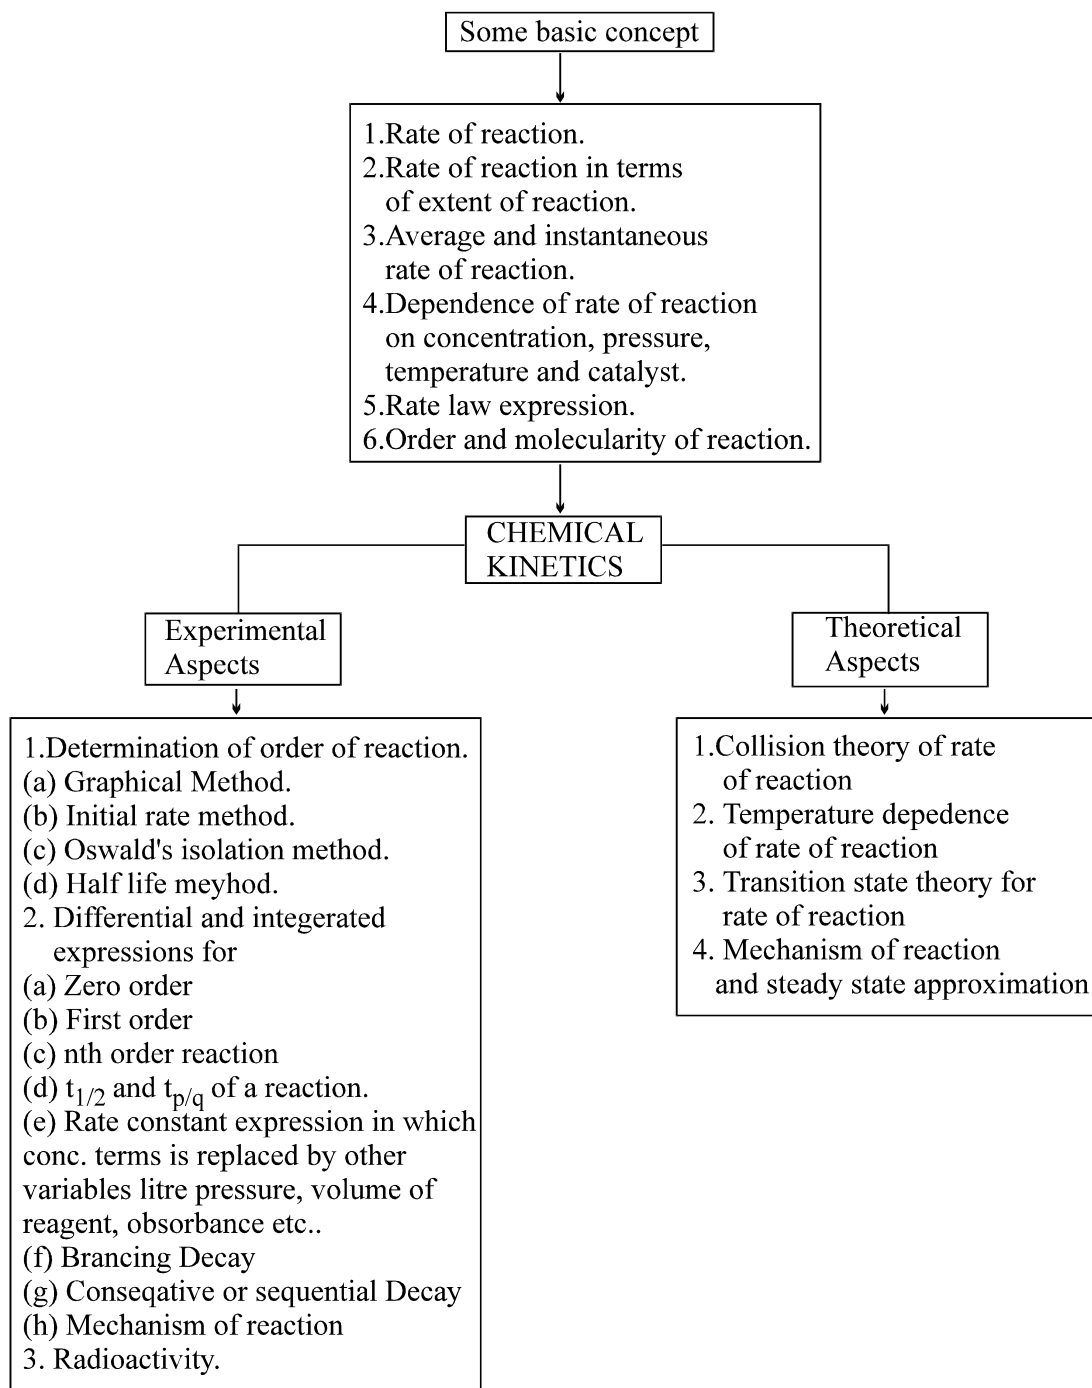 Some basic concept
1.Rate of reaction.
2.Rate of reaction in terms
of extent of reaction.
3.Average and instantaneous
rate of reaction.
4.Dependence of rate of reaction
on concentration, pressure,
temperature and catalyst.
5.Rate law expression.
6.Order and molecularity of reaction.
CHEMICAL
KINETICS
Experimental
Aspects
1.Determination of order of reaction.
(a) Graphical Method.
(b) Initial rate method.
(c) Oswald's isolation method.
(d) Half life meyhod.
2. Differential and integerated
expressions for
(a) Zero order
(b) First order
(c) nth order reaction
(d) t1/2 and tp/q of a reaction.
(e) Rate constant expression in which
conc. terms is replaced by other
variables litre pressure, volume of
reagent, obsorbance etc..
(f) Brancing Decay
(g) Conseqative or sequential Decay
(h) Mechanism of reaction
3. Radioactivity.
Theoretical
Aspects
1.Collision theory of rate
of reaction
2. Temperature depedence
of rate of reaction
3. Transition state theory for
rate of reaction
4. Mechanism of reaction
and steady state approximation